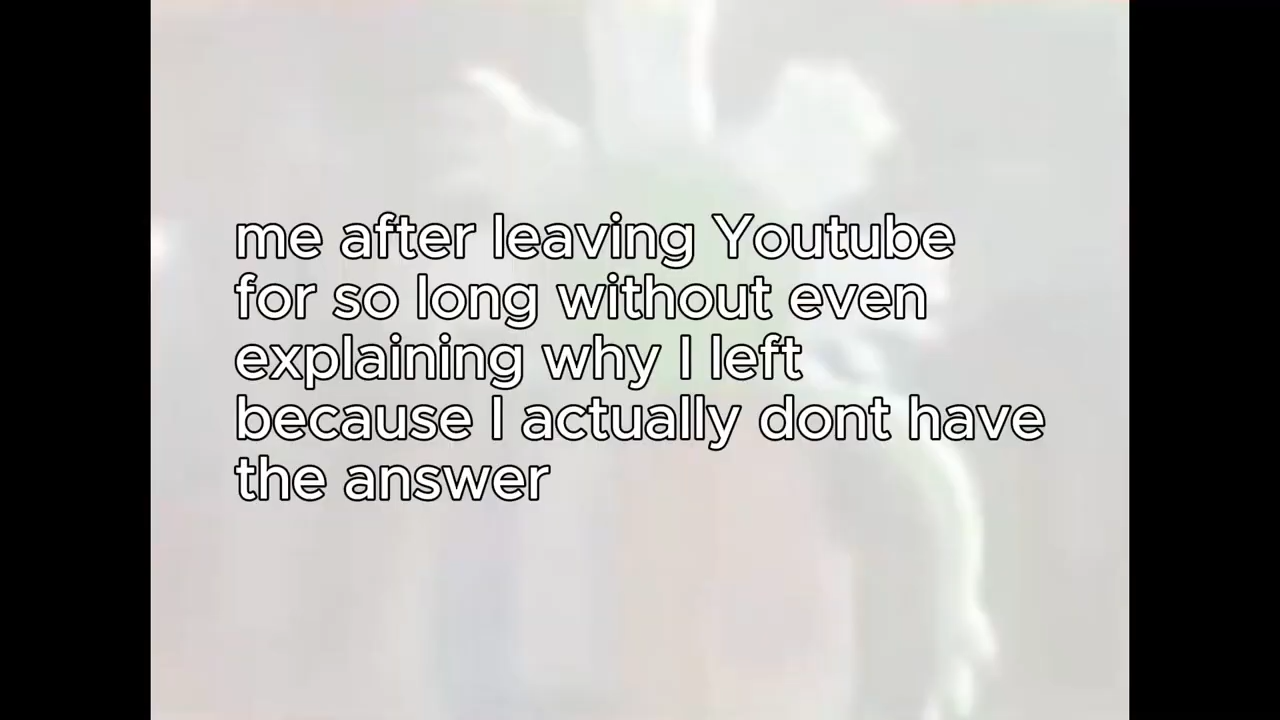 me after leaving Youtube
for so long without even
explaining why I left
because I actually dont have
the answer